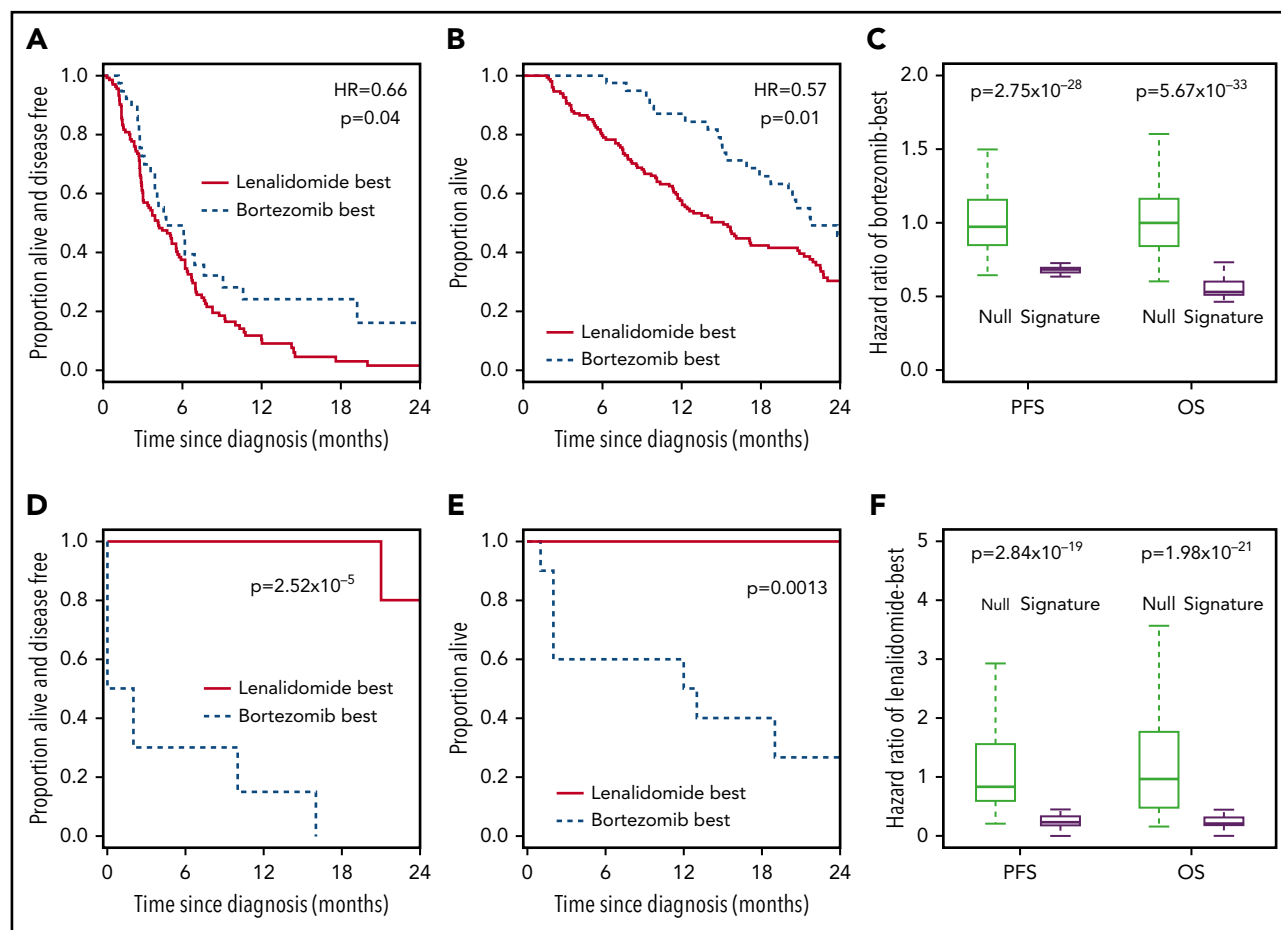 A
Proportion alive and disease free
1.0
0.8
0.6
0.4
0.2
0.0
HR=0.66
p=0.04
Lenalidomide best
Bortezomib best
0 6 12 18 24
Time since diagnosis (months)
B
Proportion alive
1.0
0.8
0.6
0.4
0.2
0.0
HR=0.57
p=0.01
Lenalidomide best
Bortezomib best
0 6 12 18 24
Time since diagnosis (months)
C
Hazard ratio of bortezomib-best
2.0
1.5
1.0
0.5
0.0
p=2.75x10⁻²⁸ p=5.67x10⁻³³
Null Signature Null Signature
PFS OS
D
Proportion alive and disease free
1.0
0.8
0.6
0.4
0.2
0.0
p=2.52x10⁻⁵
Lenalidomide best
Bortezomib best
0 6 12 18 24
Time since diagnosis (months)
E
Proportion alive
1.0
0.8
0.6
0.4
0.2
0.0
p=0.0013
Lenalidomide best
Bortezomib best
0 6 12 18 24
Time since diagnosis (months)
F
Hazard ratio of lenalidomide-best
5
4
3
2
1
0
p=2.84x10⁻¹⁹ p=1.98x10⁻²¹
Null Signature Null Signature
PFS OS